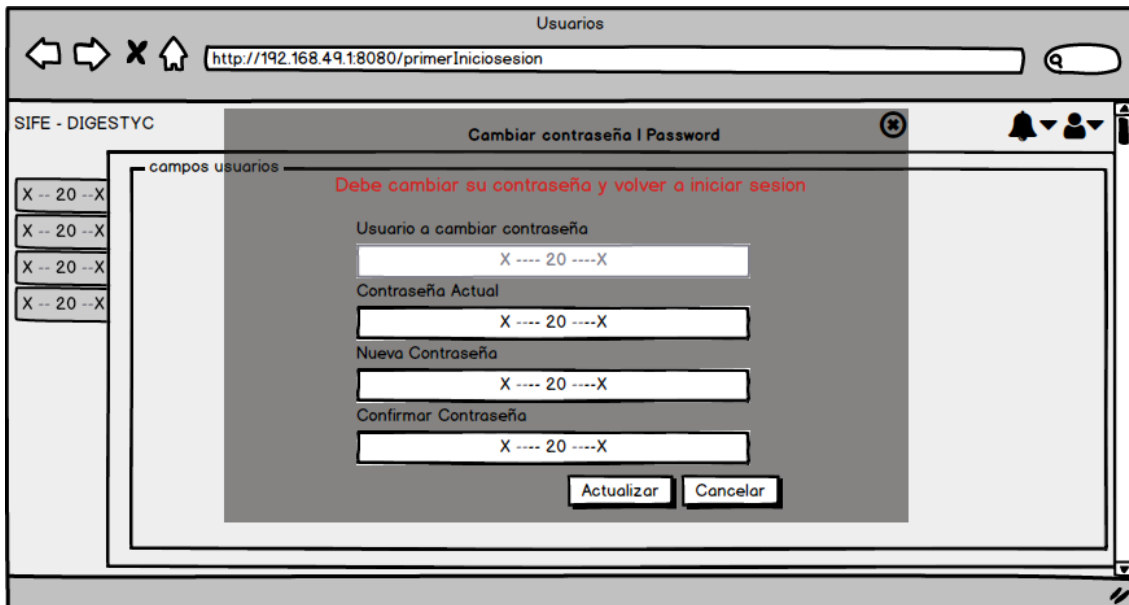 Usuarios
http://192.168.49.1:8080/primerIniciosesion
SIFE - DIGESTYC
Cambiar contraseña | Password
campos usuarios
Debe cambiar su contraseña y volver a iniciar sesion
X -- 20 --X
X -- 20 --X
X -- 20 --X
X -- 20 --X
Usuario a cambiar contraseña
X ---- 20 ----X
Contraseña Actual
X ---- 20 ----X
Nueva Contraseña
X ---- 20 ----X
Confirmar Contraseña
X ---- 20 ----X
Actualizar
Cancelar